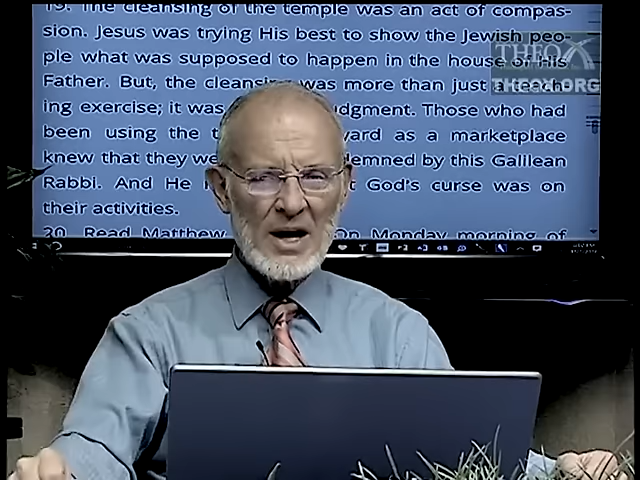 19. The cleansing of the temple was an act of compas-
sion. Jesus was trying His best to show the Jewish peo-
ple what was supposed to happen in the house of His
Father. But, the cleansing was more than just a teach
ing exercise; it was judgment. Those who had
been using the yard as a marketplace
knew that they demned by this Galilean
Rabbi. And He God's curse was on
their activities.
20. Read Matthew On Monday morning of
THEOX
THEOX.ORG